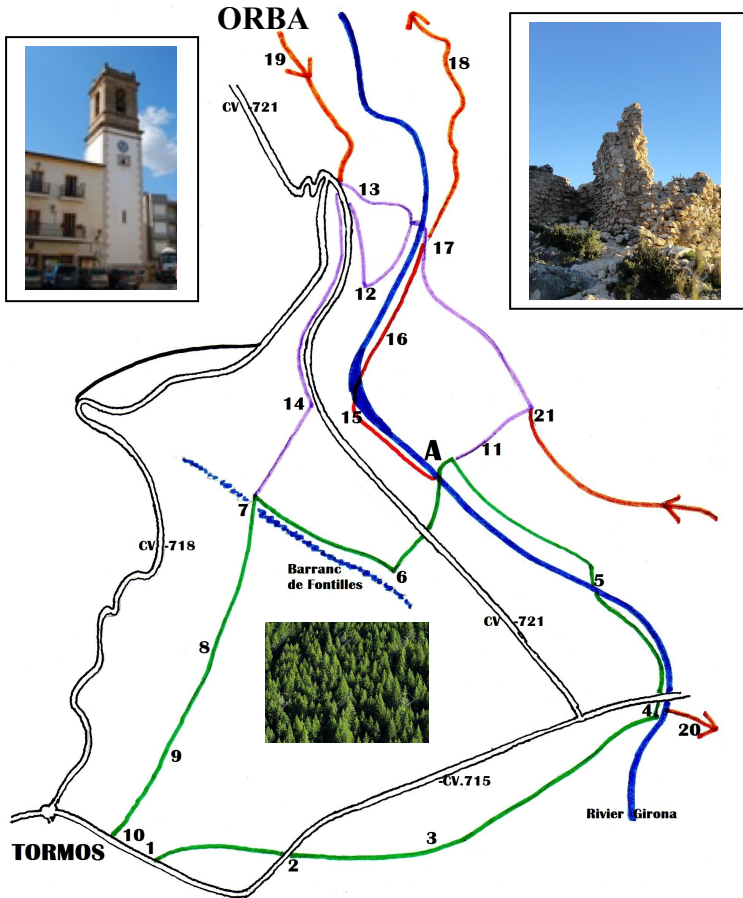 ORBA
19
18
CV -721
13
17
12
16
14
15
21
A
11
7
CV -718
Barranc
de Fontilles
6
5
CV -721
8
4
20
9
-CV.715
Rivier Girona
10
3
TORMOS
1
2